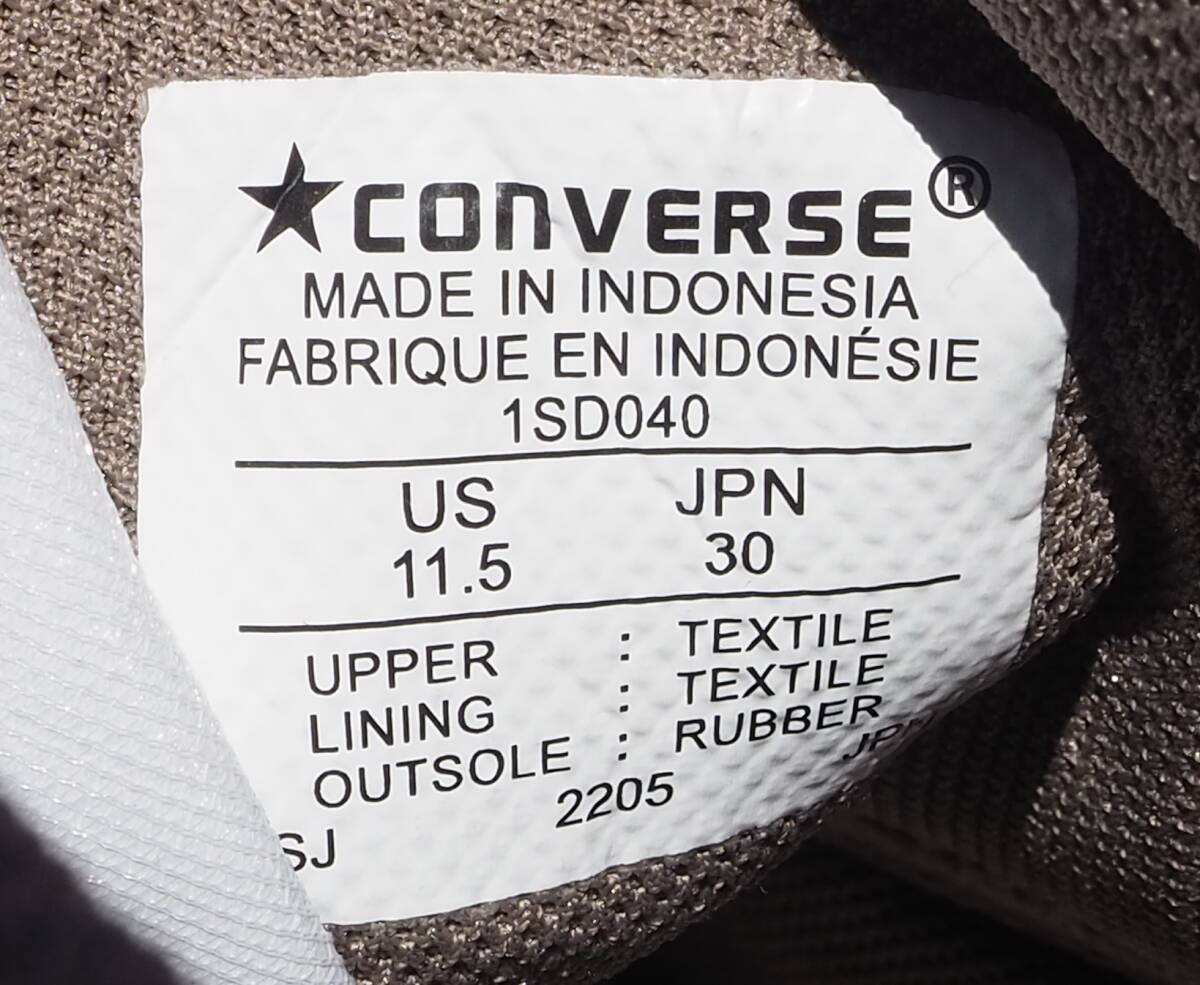 ★CONVERSE®
MADE IN INDONESIA
FABRIQUE EN INDONÉSIE
1SD040
US JPN
11.5 30
UPPER : TEXTILE
LINING : TEXTILE
OUTSOLE : RUBBER
SJ 2205